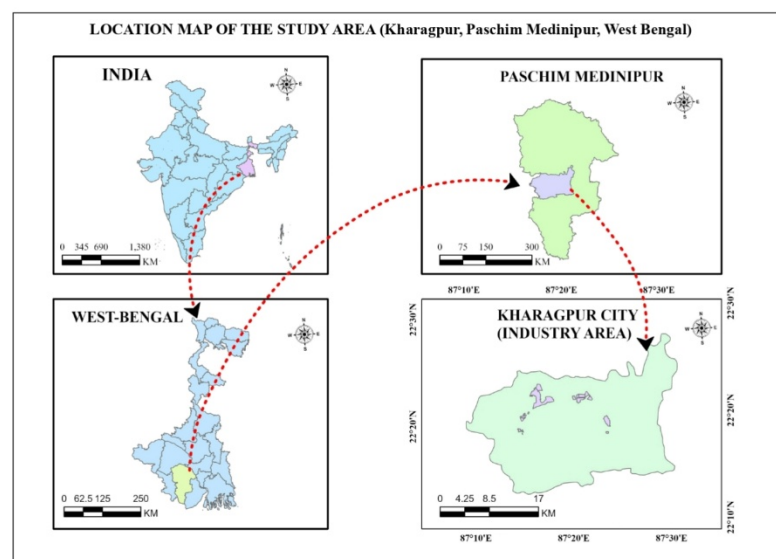 LOCATION MAP OF THE STUDY AREA (Kharagpur, Paschim Medinipur, West Bengal)
INDIA
N
W E
S
0 345 690 1,380
KM
PASCHIM MEDINIPUR
N
W E
S
0 75 150 300
KM
WEST-BENGAL
N
W E
S
0 62.5 125 250
KM
87°10'E 87°20'E 87°30'E
KHARAGPUR CITY
(INDUSTRY AREA)
N
W E
S
22°30'N
22°20'N
22°30'N
22°20'N
22°10'N
0 4.25 8.5 17
KM
87°10'E 87°20'E 87°30'E